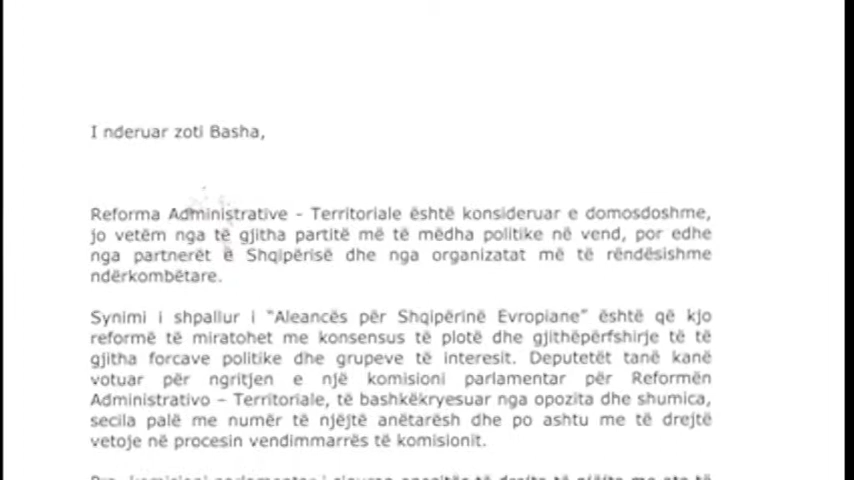 I nderuar zoti Basha,
Reforma Administrative - Territoriale është konsideruar e domosdoshme,
jo vetëm nga të gjitha partitë më të mëdha politike në vend, por edhe
nga partnerët e Shqipërisë dhe nga organizatat më të rëndësishme
ndërkombëtare.
Synimi i shpallur i "Aleancës për Shqipërinë Evropiane" është që kjo
reformë të miratohet me konsensus të plotë dhe gjithëpërfshirje të të
gjitha forcave politike dhe grupeve të interesit. Deputetët tanë kanë
votuar për ngritjen e një komisioni parlamentar për Reformën
Administrativo – Territoriale, të bashkëkryesuar nga opozita dhe shumica,
secila palë me numër të njëjtë anëtarësh dhe po ashtu me të drejtë
vetoje në procesin vendimmarrës të komisionit.